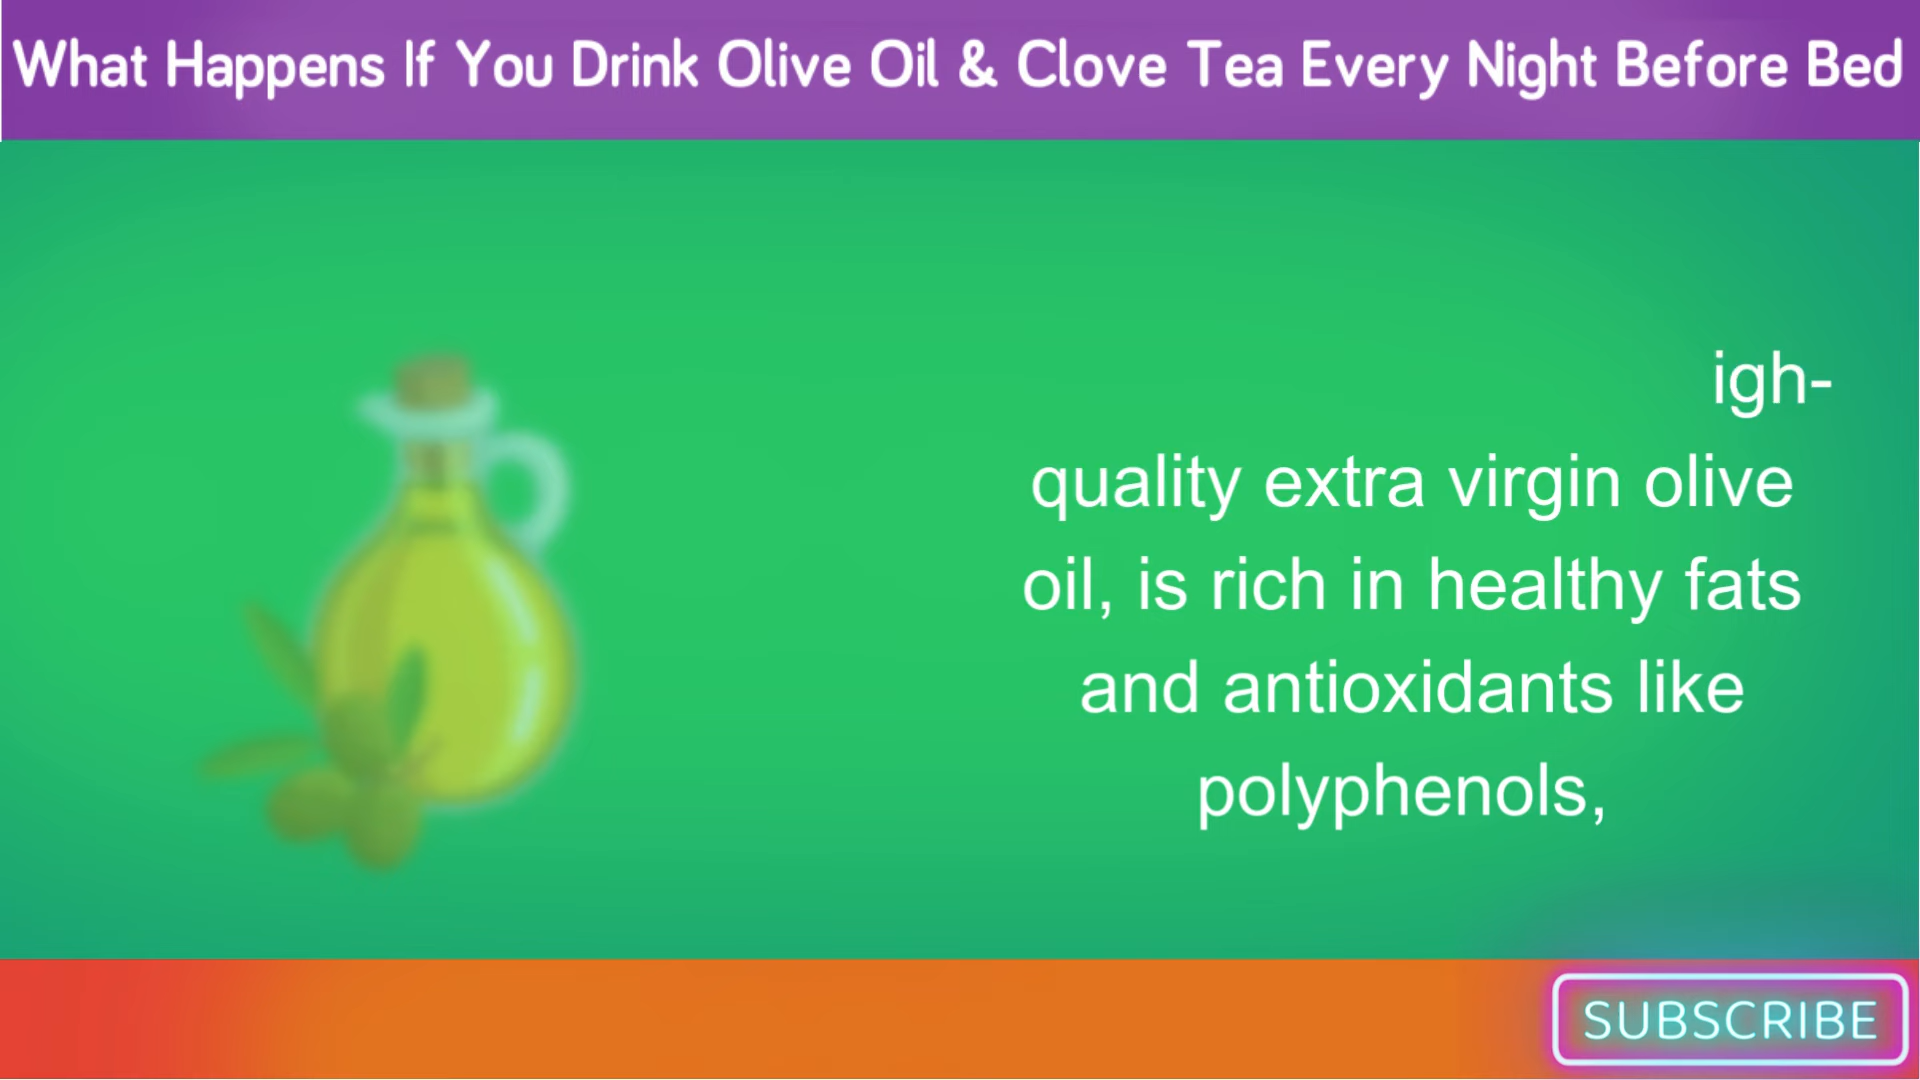 What Happens If You Drink Olive Oil & Clove Tea Every Night Before Bed
igh-
quality extra virgin olive
oil, is rich in healthy fats
and antioxidants like
polyphenols,
SUBSCRIBE